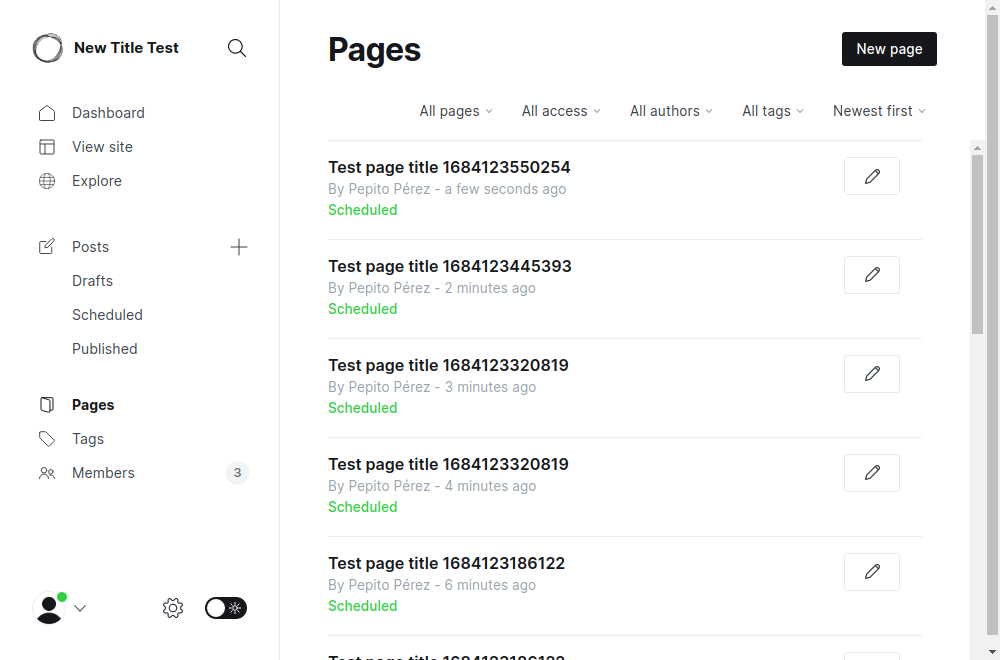 New Title Test
Dashboard
View site
Explore
Posts
Drafts
Scheduled
Published
Pages
Tags
Members 3
Pages
New page
All pages All access All authors All tags Newest first
Test page title 1684123550254
By Pepito Pérez - a few seconds ago
Scheduled
Test page title 1684123445393
By Pepito Pérez - 2 minutes ago
Scheduled
Test page title 1684123320819
By Pepito Pérez - 3 minutes ago
Scheduled
Test page title 1684123320819
By Pepito Pérez - 4 minutes ago
Scheduled
Test page title 1684123186122
By Pepito Pérez - 6 minutes ago
Scheduled
Test page title 1684123186122